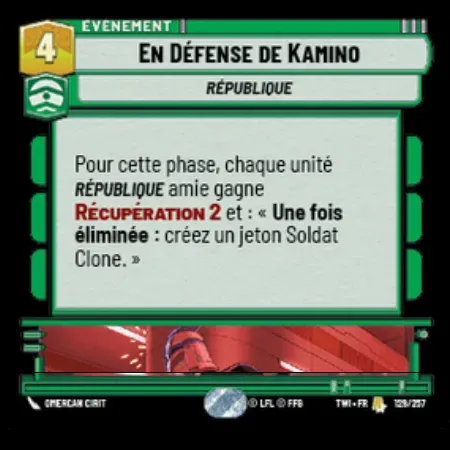 ÉVÉNEMENT
4
EN DÉFENSE DE KAMINO
RÉPUBLIQUE
Pour cette phase, chaque unité
RÉPUBLIQUE amie gagne
RÉCUPÉRATION 2 et : « Une fois
éliminée : créez un jeton Soldat
Clone. »
OMERCAN CIRIT
© LFL © FFG
TWI • FR
129/257